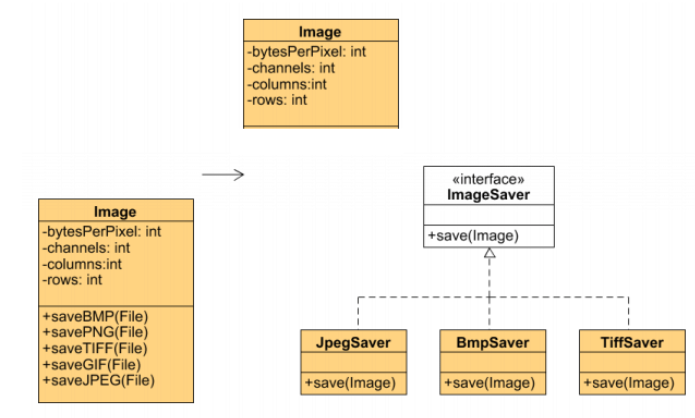 Image
-bytesPerPixel: int
-channels: int
-columns:int
-rows: int
«interface»
ImageSaver
+save(Image)
Image
-bytesPerPixel: int
-channels: int
-columns:int
-rows: int
+saveBMP(File)
+savePNG(File)
+saveTIFF(File)
+saveGIF(File)
+saveJPEG(File)
JpegSaver
+save(Image)
BmpSaver
+save(Image)
TiffSaver
+save(Image)